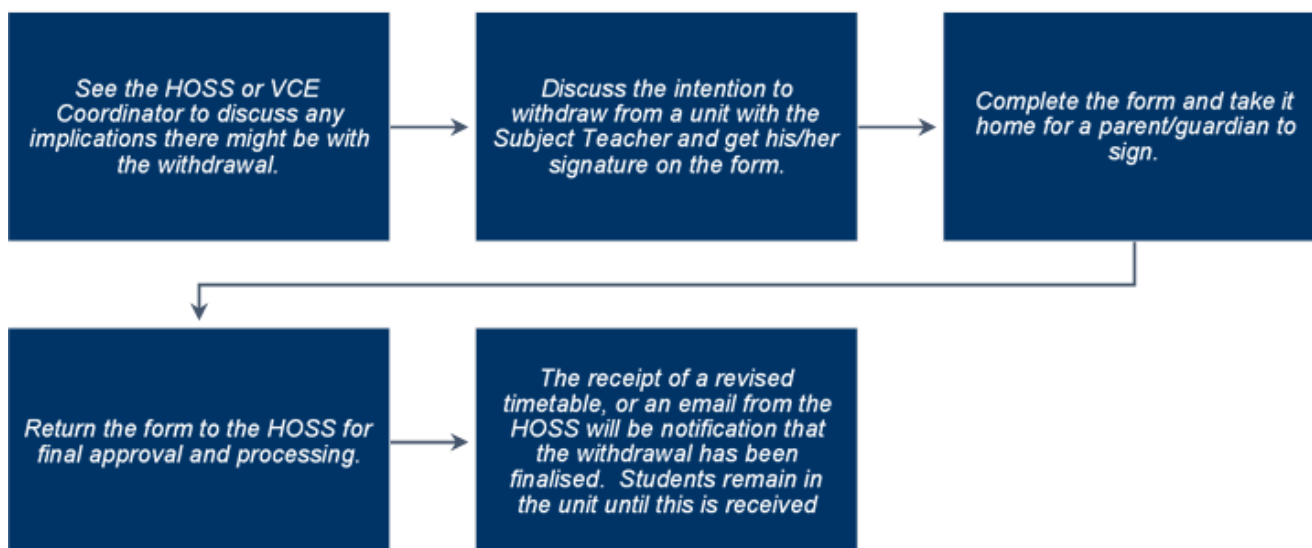 See the HOSS or VCE
Coordinator to discuss any
implications there might be with
the withdrawal.
Discuss the intention to
withdraw from a unit with the
Subject Teacher and get his/her
signature on the form.
Complete the form and take it
home for a parent/guardian to
sign.
Return the form to the HOSS for
final approval and processing.
The receipt of a revised
timetable, or an email from the
HOSS will be notification that
the withdrawal has been
finalised.  Students remain in
the unit until this is received